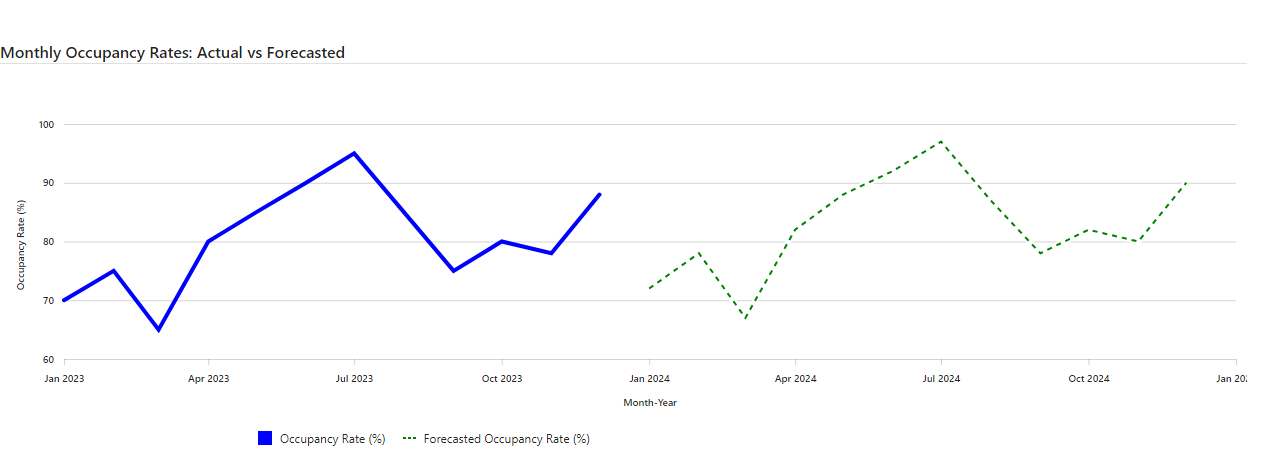 Monthly Occupancy Rates: Actual vs Forecasted
100
90
80
70
60
Occupancy Rate (%)
Jan 2023 Apr 2023 Jul 2023 Oct 2023 Jan 2024 Apr 2024 Jul 2024 Oct 2024 Jan
Month-Year
Occupancy Rate (%) Forecasted Occupancy Rate (%)